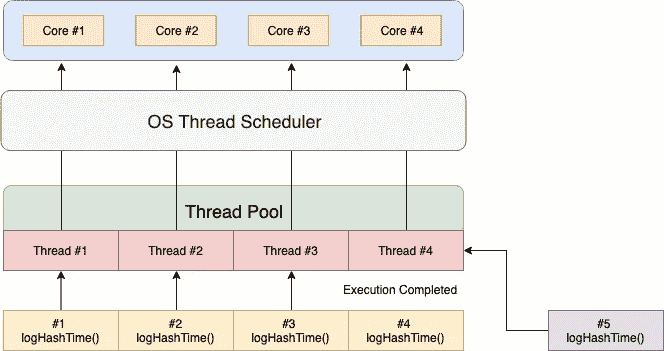 Core #1
Core #2
Core #3
Core #4
OS Thread Scheduler
Thread Pool
Thread #1
Thread #2
Thread #3
Thread #4
Execution Completed
#1
logHashTime()
#2
logHashTime()
#3
logHashTime()
#4
logHashTime()
#5
logHashTime()